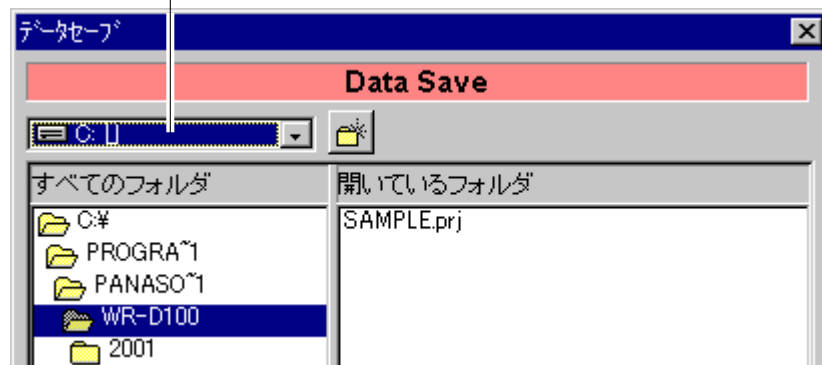 ﾃﾞｰﾀｾｰﾌﾞ
Data Save
C: []
すべてのフォルダ
開いているフォルダ
C:¥
SAMPLE.prj
PROGRA~1
PANASO~1
WR-D100
2001